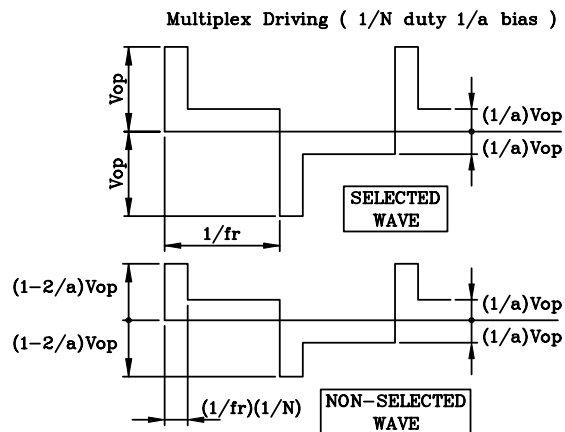 Multiplex Driving ( 1/N duty 1/a bias )
Vop
(1/a)Vop
(1/a)Vop
Vop
SELECTED
WAVE
1/fr
(1-2/a)Vop
(1/a)Vop
(1-2/a)Vop
(1/a)Vop
(1/fr)(1/N)
NON-SELECTED
WAVE